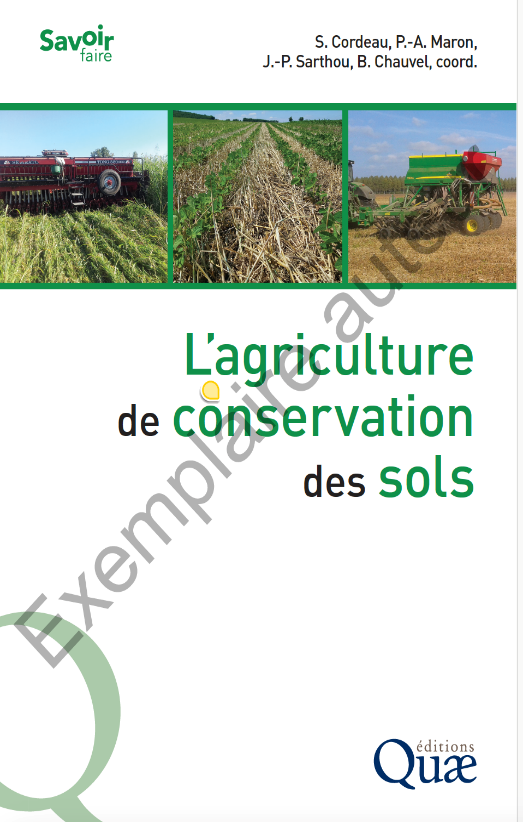 Savoir
faire
S. Cordeau, P.-A. Maron,
J.-P. Sarthou, B. Chauvel, coord.
L'agriculture
de conservation
des sols
Exemplaire auteur
éditions
Quæ